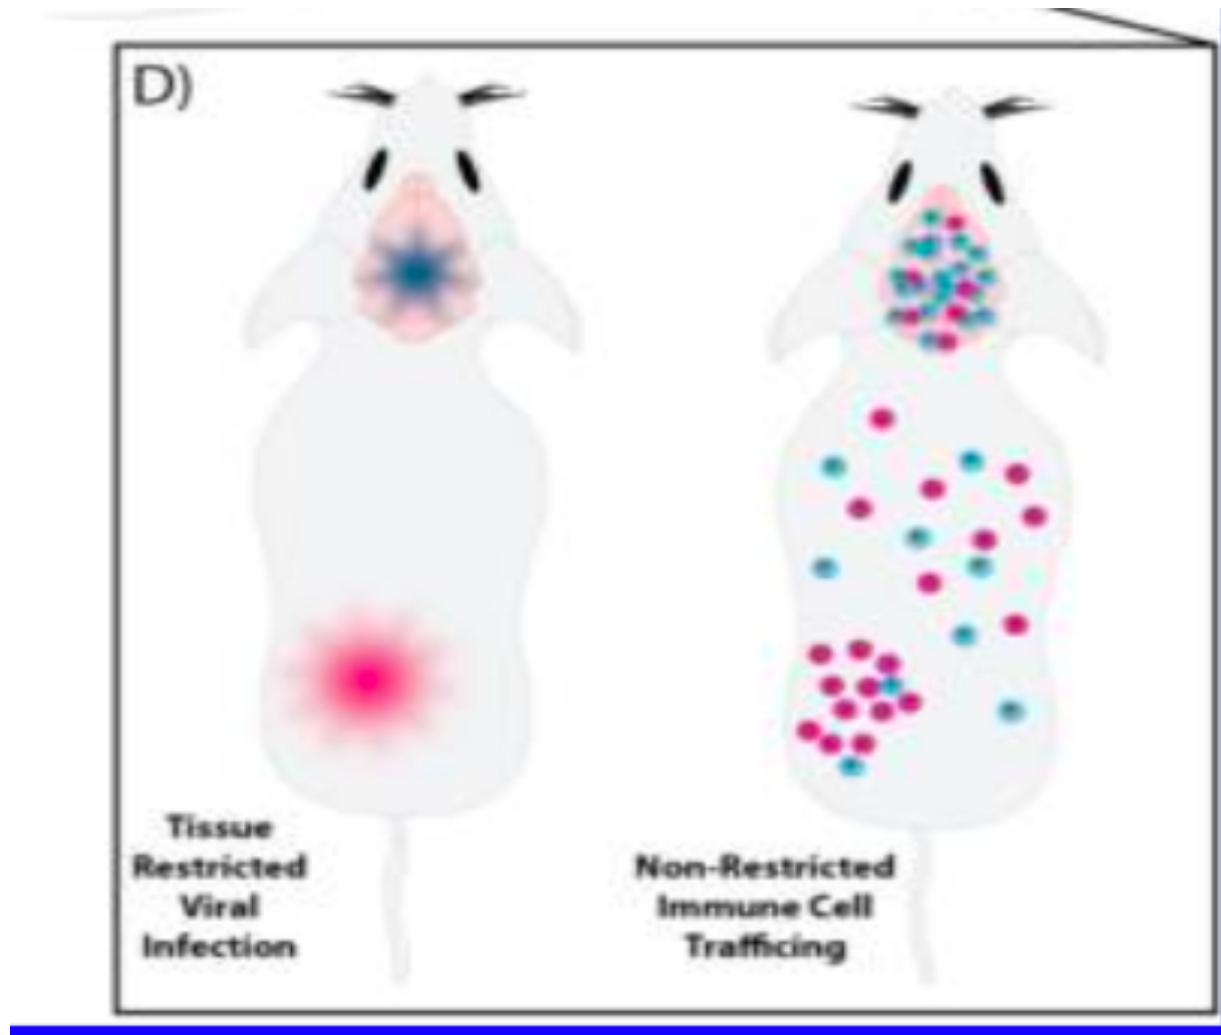 D)
Tissue
Restricted
Viral
Infection
Non-Restricted
Immune Cell
Trafficing